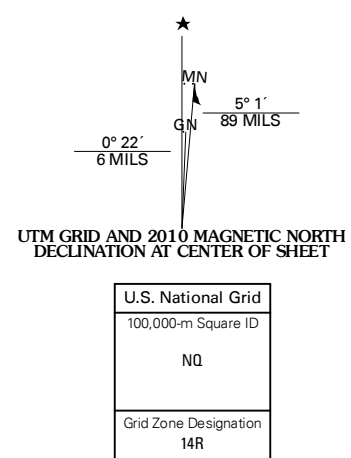 ★
MN
GN
5° 1´
89 MILS
0° 22´
6 MILS
UTM GRID AND 2010 MAGNETIC NORTH
DECLINATION AT CENTER OF SHEET
U.S. National Grid
100,000-m Square ID
NQ
Grid Zone Designation
14R